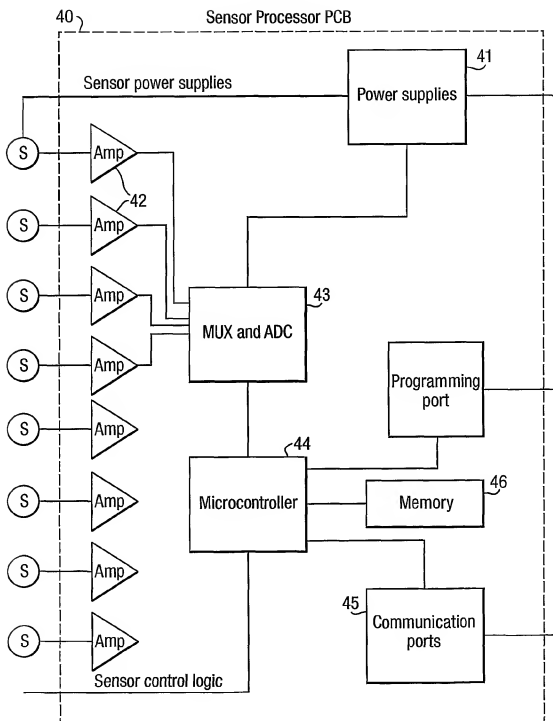 Sensor Processor PCB
40
41
Sensor power supplies
Power supplies
S
Amp
42
S
Amp
S
Amp
43
MUX and ADC
S
Amp
Programming
port
S
Amp
44
Microcontroller
46
Memory
S
Amp
S
Amp
45
Communication
ports
S
Amp
Sensor control logic